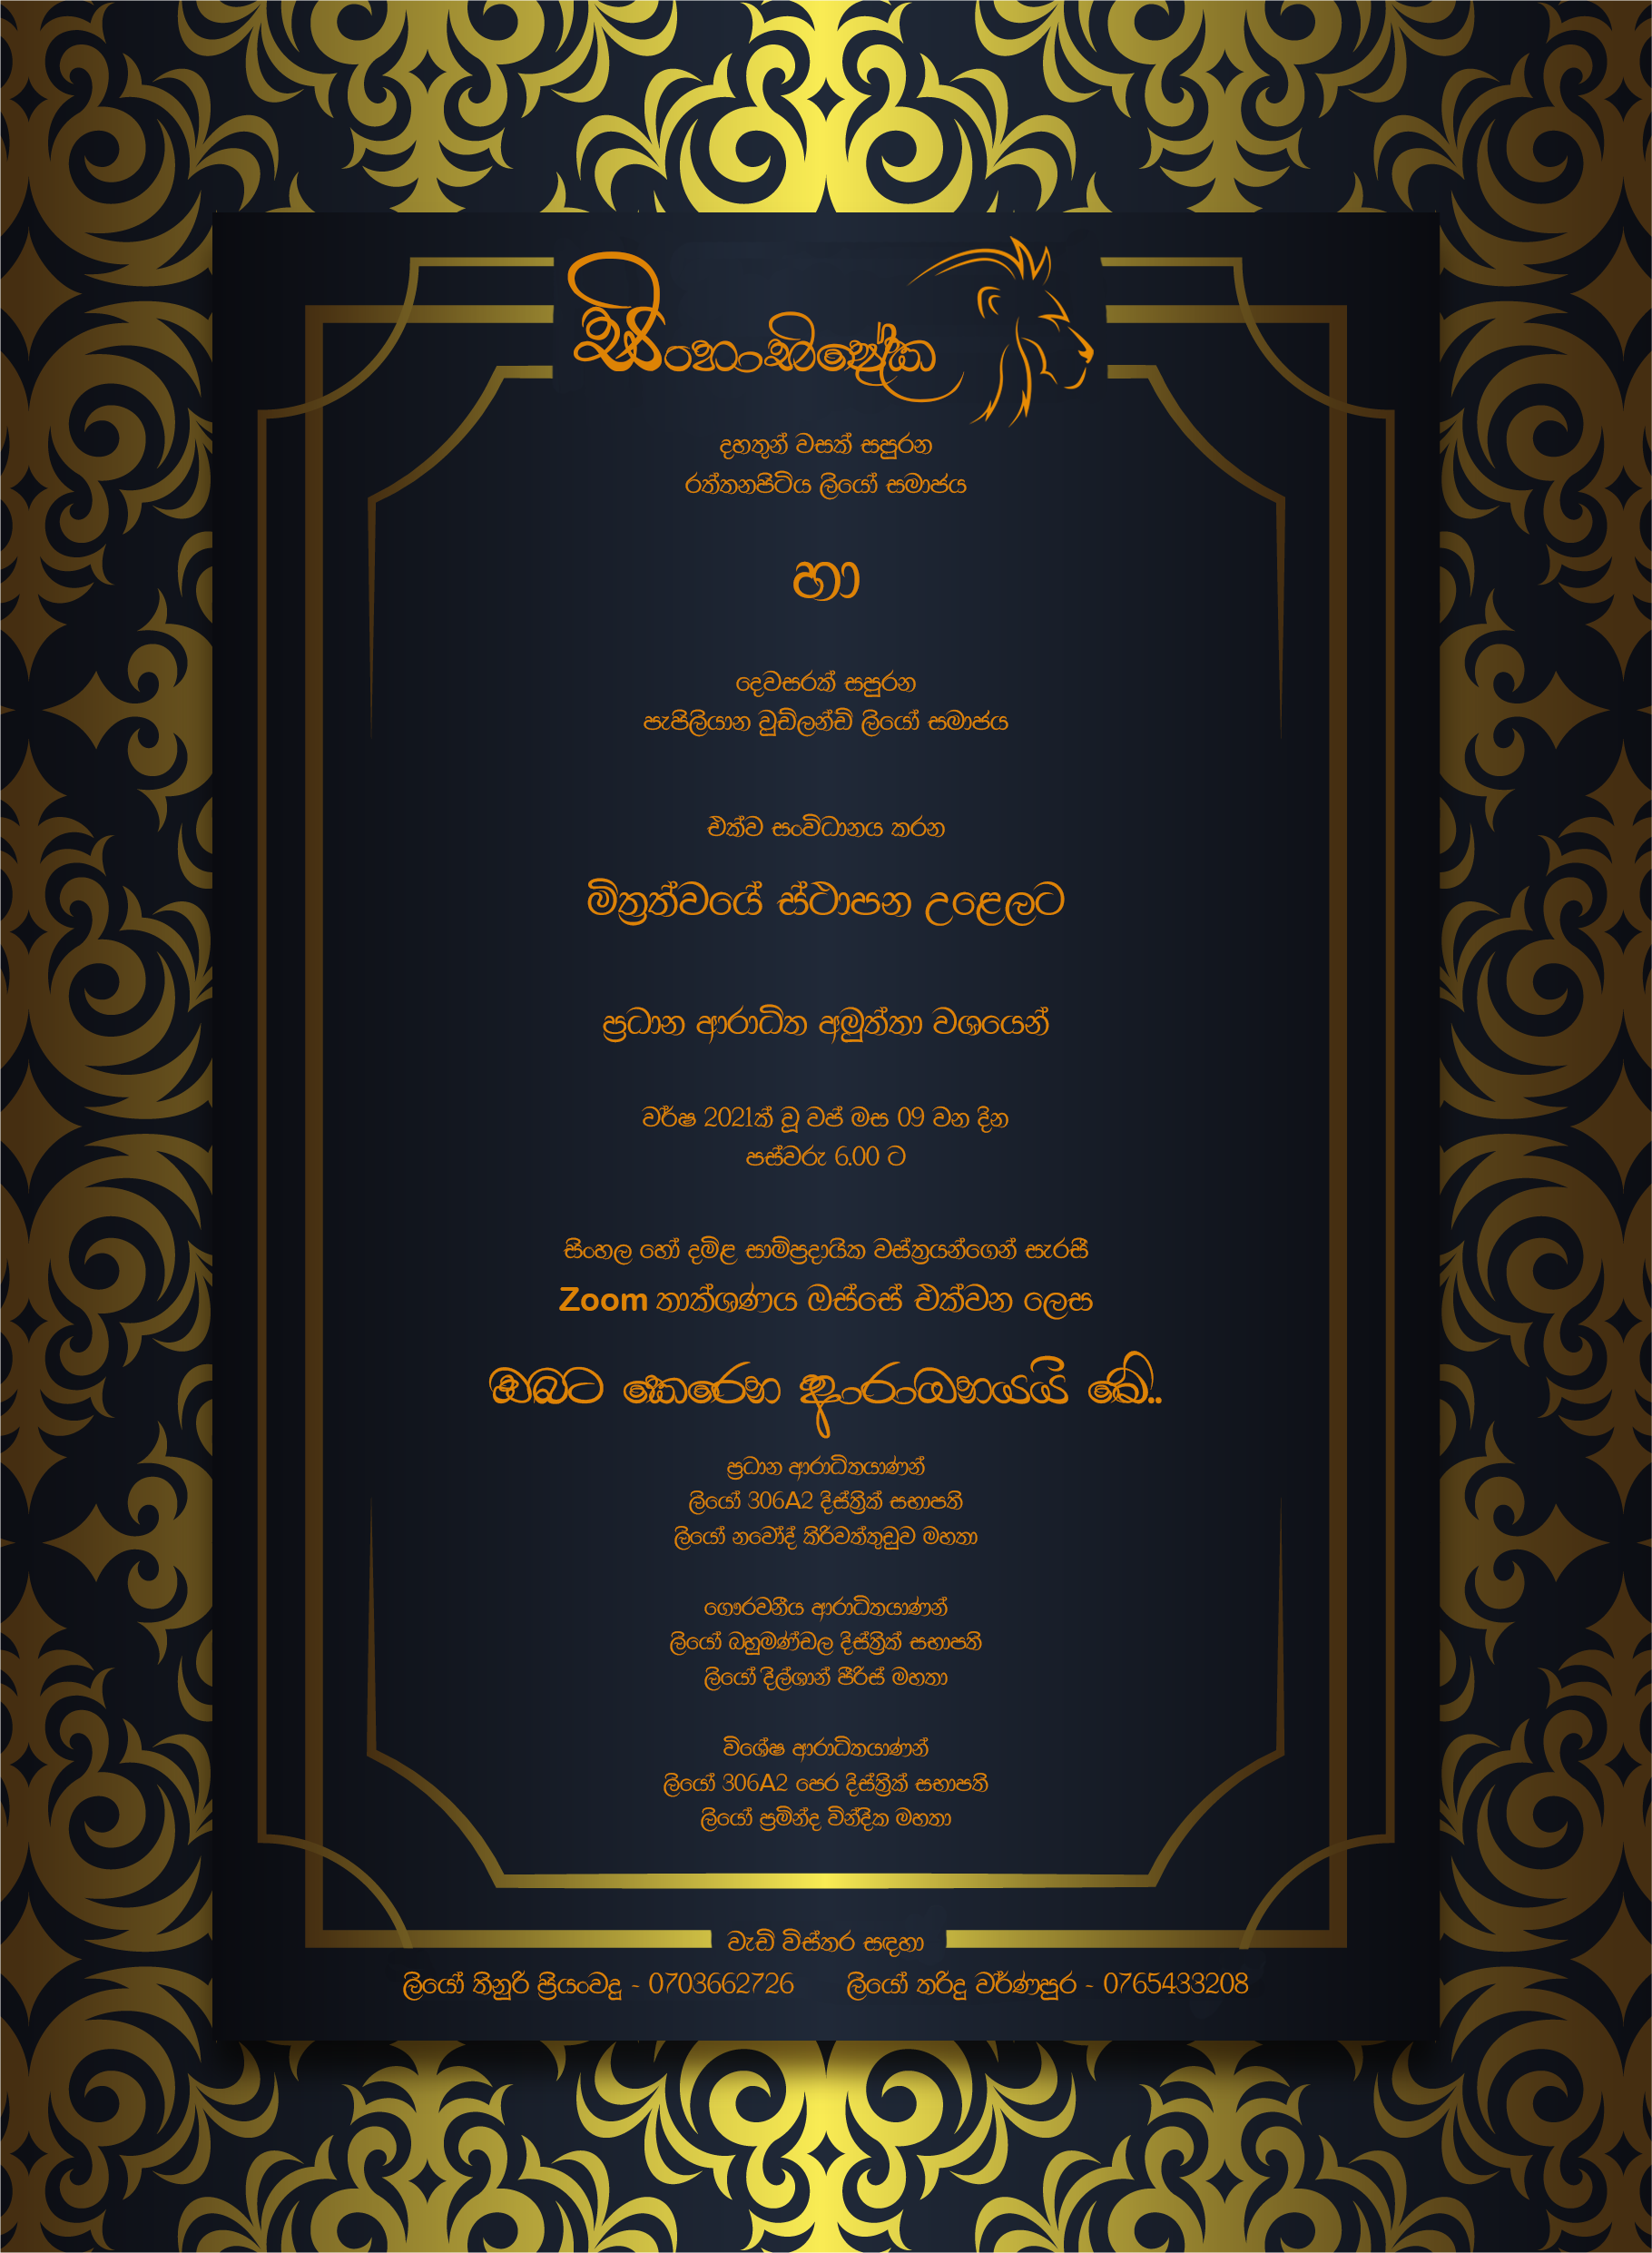 සිංහාභිෂේක
දහතුන් වසක් සපුරන
රත්තනපිටිය ලියෝ සමාජය
හා
දෙවසරක් සපුරන
පැපිලියාන වුඩ්ලන්ඩ් ලියෝ සමාජය
එක්ව සංවිධානය කරන
මිත්‍රත්වයේ ස්ථාපන උළෙලට
ප්‍රධාන ආරාධිත අමුත්තා වශයෙන්
වර්ෂ 2021ක් වූ වප් මස 09 වන දින
පස්වරු 6.00 ට
සිංහල හෝ දමිළ සාම්ප්‍රදායික වස්ත්‍රයන්ගෙන් සැරසී
Zoom තාක්ශණය ඔස්සේ එක්වන ලෙස
ඔබට කෙරෙන ආරාධනයයි මේ..
ප්‍රධාන ආරාධිතයාණන්
ලියෝ 306A2 දිස්ත්‍රික් සභාපති
ලියෝ නවෝද් කිරිවත්තුඩුව මහතා
ගෞරවනීය ආරාධිතයාණන්
ලියෝ බහුමණ්ඩල දිස්ත්‍රික් සභාපති
ලියෝ දිල්ශාන් පීරිස් මහතා
විශේෂ ආරාධිතයාණන්
ලියෝ 306A2 පෙර දිස්ත්‍රික් සභාපති
ලියෝ ප්‍රමින්ද වින්දික මහතා
වැඩි විස්තර සඳහා
ලියෝ තිනුරි ප්‍රියංවදු - 0703662726 ලියෝ තරිදු වර්ණපුර - 0765433208